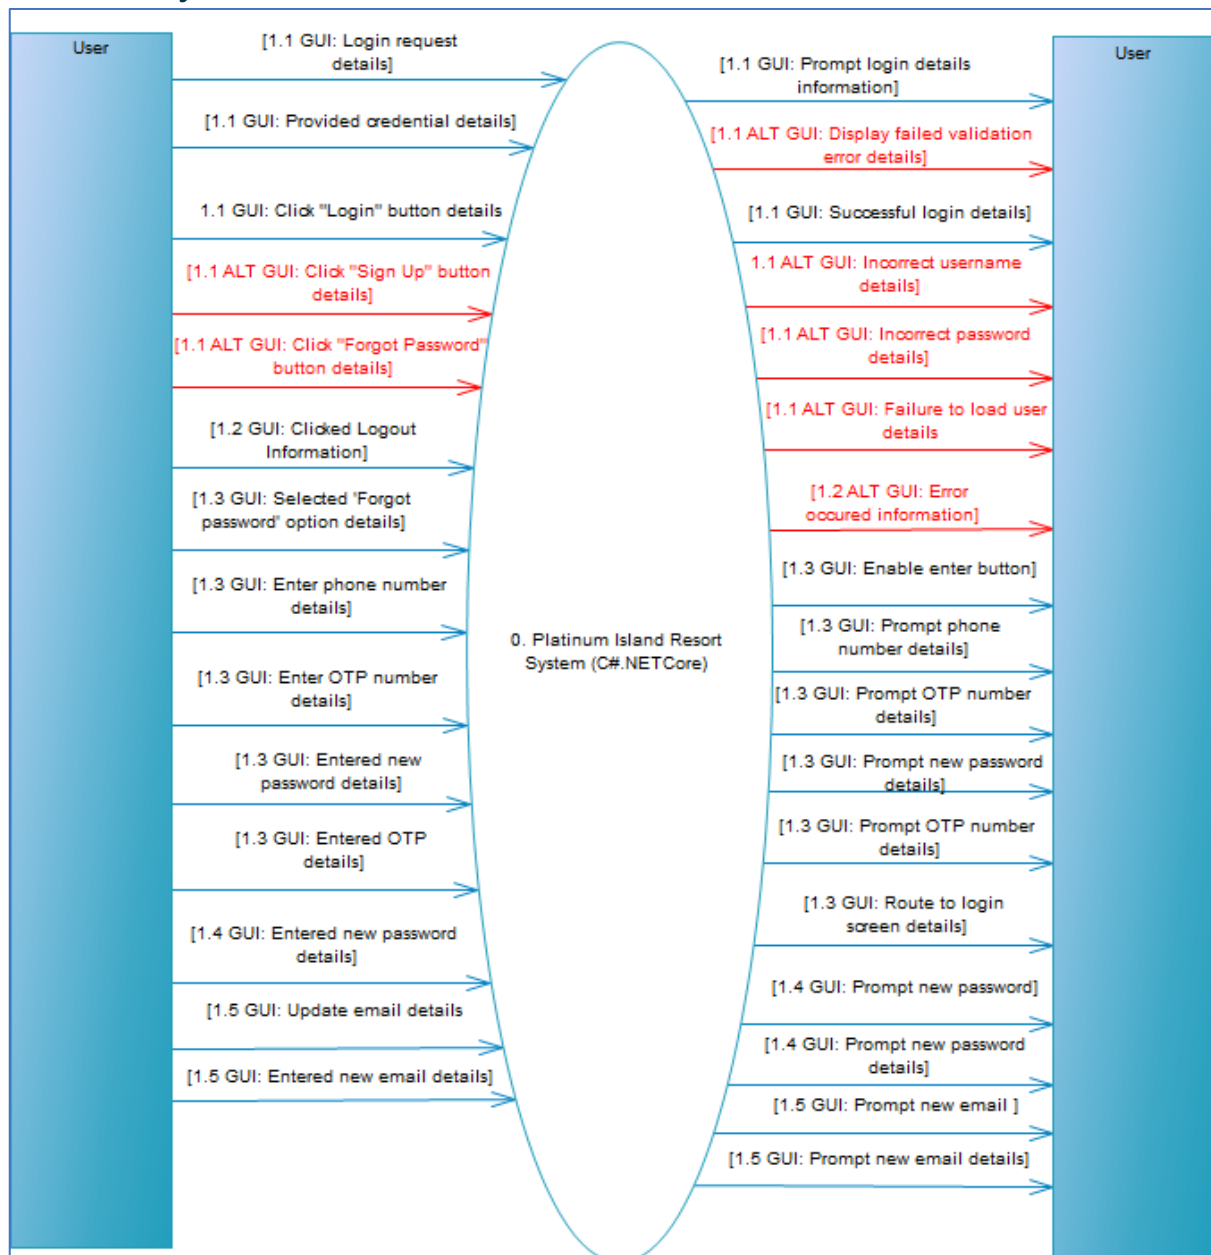 User
[1.1 GUI: Login request
details]
[1.1 GUI: Provided credential details]
1.1 GUI: Click "Login" button details
[1.1 ALT GUI: Click "Sign Up" button
details]
[1.1 ALT GUI: Click "Forgot Password"
button details]
[1.2 GUI: Clicked Logout
Information]
[1.3 GUI: Selected 'Forgot
password' option details]
[1.3 GUI: Enter phone number
details]
[1.3 GUI: Enter OTP number
details]
[1.3 GUI: Entered new
password details]
[1.3 GUI: Entered OTP
details]
[1.4 GUI: Entered new password
details]
[1.5 GUI: Update email details
[1.5 GUI: Entered new email details]
0. Platinum Island Resort
System (C#.NETCore)
[1.1 GUI: Prompt login details
information]
[1.1 ALT GUI: Display failed validation
error details]
[1.1 GUI: Successful login details]
1.1 ALT GUI: Incorrect username
details]
[1.1 ALT GUI: Incorrect password
details]
[1.1 ALT GUI: Failure to load user
details
[1.2 ALT GUI: Error
occured information]
[1.3 GUI: Enable enter button]
[1.3 GUI: Prompt phone
number details]
[1.3 GUI: Prompt OTP number
details]
[1.3 GUI: Prompt new password
details]
[1.3 GUI: Prompt OTP number
details]
[1.3 GUI: Route to login
screen details]
[1.4 GUI: Prompt new password]
[1.4 GUI: Prompt new password
details]
[1.5 GUI: Prompt new email ]
[1.5 GUI: Prompt new email details]
User